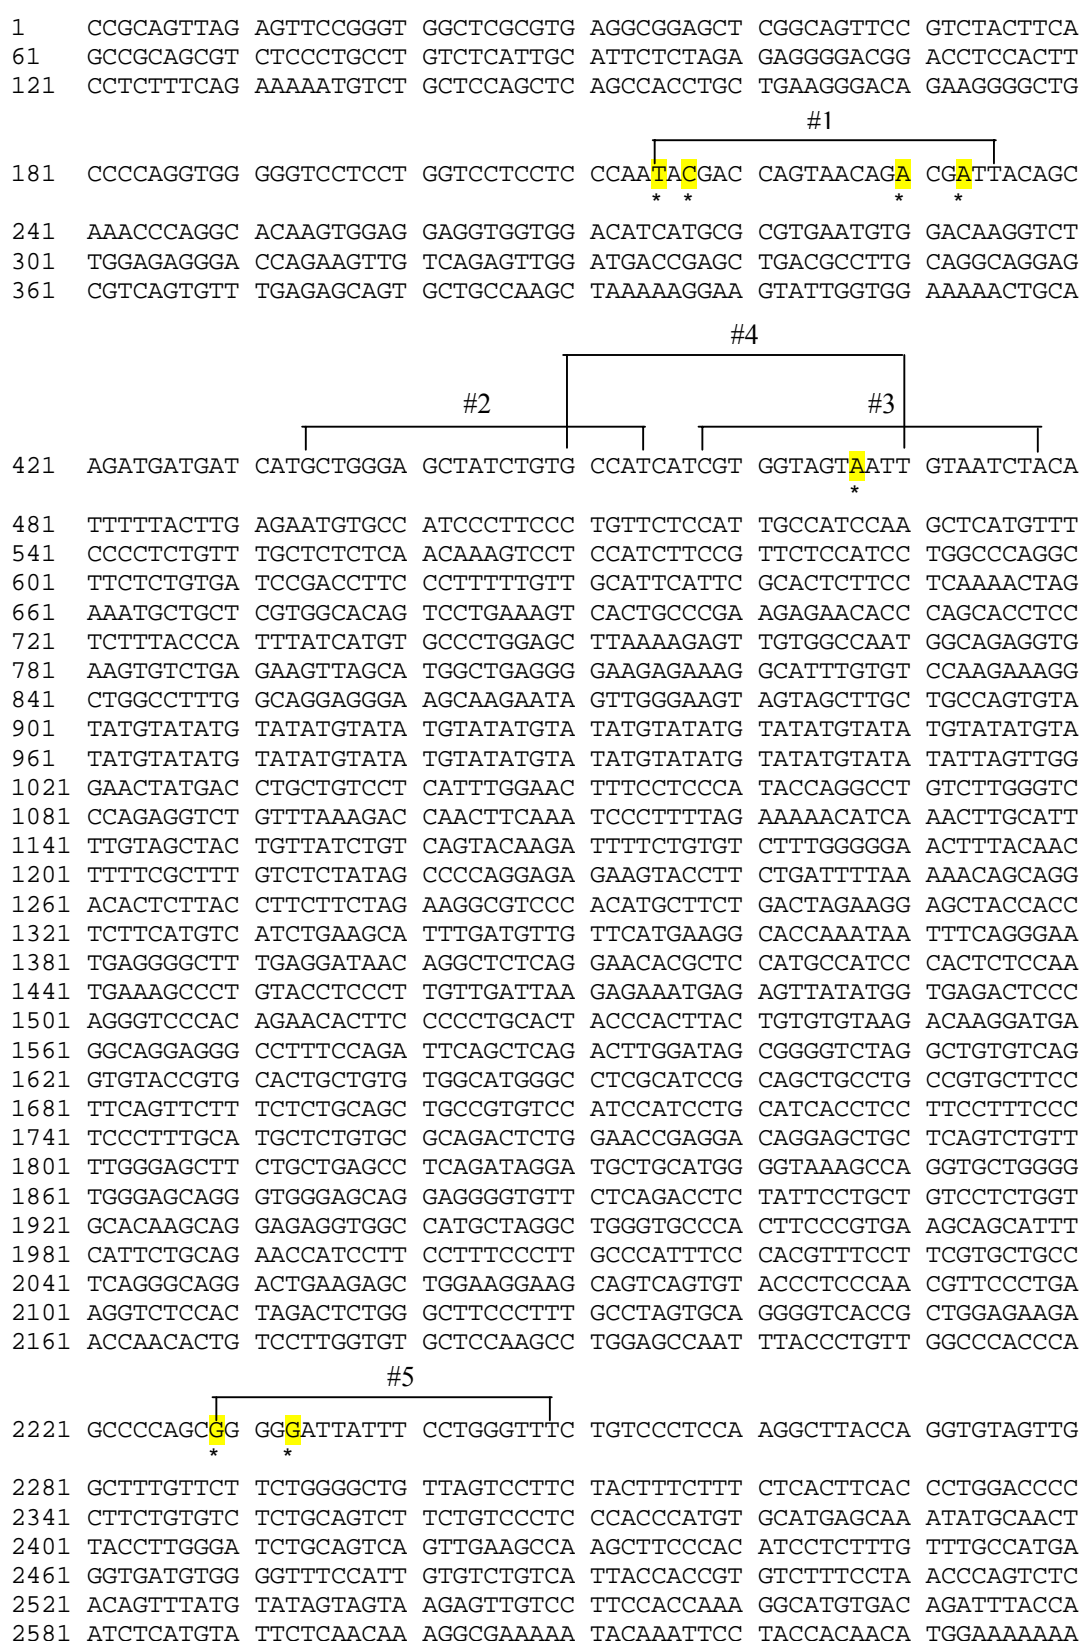 1 CCGCAGTTAG AGTTCCGGGT GGCTCGCGTG AGGCGGAGCT CGGCAGTTCC GTCTACTTCA
61 GCCGCAGCGT CTCCCTGCCT GTCTCATTGC ATTCTCTAGA GAGGGGACGG ACCTCCACTT
121 CCTCTTTCAG AAAAATGTCT GCTCCAGCTC AGCCACCTGC TGAAGGGACA GAAGGGGCTG
#1
181 CCCCAGGTGG GGGTCCTCCT GGTCCTCCTC CCAATACGAC CAGTAACAGA CGATTACAGC
* * * *
241 AAACCCAGGC ACAAGTGGAG GAGGTGGTGG ACATCATGCG CGTGAATGTG GACAAGGTCT
301 TGGAGAGGGA CCAGAAGTTG TCAGAGTTGG ATGACCGAGC TGACGCCTTG CAGGCAGGAG
361 CGTCAGTGTT TGAGAGCAGT GCTGCCAAGC TAAAAAGGAA GTATTGGTGG AAAAACTGCA
#4
#2 #3
421 AGATGATGAT CATGCTGGGA GCTATCTGTG CCATCATCGT GGTAGTAATT GTAATCTACA
*
481 TTTTTACTTG AGAATGTGCC ATCCCTTCCC TGTTCTCCAT TGCCATCCAA GCTCATGTTT
541 CCCCTCTGTT TGCTCTCTCA ACAAAGTCCT CCATCTTCCG TTCTCCATCC TGGCCCAGGC
601 TTCTCTGTGA TCCGACCTTC CCTTTTTGTT GCATTCATTC GCACTCTTCC TCAAAACTAG
661 AAATGCTGCT CGTGGCACAG TCCTGAAAGT CACTGCCCGA AGAGAACACC CAGCACCTCC
721 TCTTTACCCA TTTATCATGT GCCCTGGAGC TTAAAAGAGT TGTGGCCAAT GGCAGAGGTG
781 AAGTGTCTGA GAAGTTAGCA TGGCTGAGGG GAAGAGAAAG GCATTTGTGT CCAAGAAAGG
841 CTGGCCTTTG GCAGGAGGGA AGCAAGAATA GTTGGGAAGT AGTAGCTTGC TGCCAGTGTA
901 TATGTATATG TATATGTATA TGTATATGTA TATGTATATG TATATGTATA TGTATATGTA
961 TATGTATATG TATATGTATA TGTATATGTA TATGTATATG TATATGTATA TATTAGTTGG
1021 GAACTATGAC CTGCTGTCCT CATTTGGAAC TTTCCTCCCA TACCAGGCCT GTCTTGGGTC
1081 CCAGAGGTCT GTTTAAAGAC CAACTTCAAA TCCCTTTTAG AAAAACATCA AACTTGCATT
1141 TTGTAGCTAC TGTTATCTGT CAGTACAAGA TTTTCTGTGT CTTTGGGGGA ACTTTACAAC
1201 TTTTCGCTTT GTCTCTATAG CCCCAGGAGA GAAGTACCTT CTGATTTTAA AAACAGCAGG
1261 ACACTCTTAC CTTCTTCTAG AAGGCGTCCC ACATGCTTCT GACTAGAAGG AGCTACCACC
1321 TCTTCATGTC ATCTGAAGCA TTTGATGTTG TTCATGAAGG CACCAAATAA TTTCAGGGAA
1381 TGAGGGGCTT TGAGGATAAC AGGCTCTCAG GAACACGCTC CATGCCATCC CACTCTCCAA
1441 TGAAAGCCCT GTACCTCCCT TGTTGATTAA GAGAAATGAG AGTTATATGG TGAGACTCCC
1501 AGGGTCCCAC AGAACACTTC CCCCTGCACT ACCCACTTAC TGTGTGTAAG ACAAGGATGA
1561 GGCAGGAGGG CCTTTCCAGA TTCAGCTCAG ACTTGGATAG CGGGGTCTAG GCTGTGTCAG
1621 GTGTACCGTG CACTGCTGTG TGGCATGGGC CTCGCATCCG CAGCTGCCTG CCGTGCTTCC
1681 TTCAGTTCTT TCTCTGCAGC TGCCGTGTCC ATCCATCCTG CATCACCTCC TTCCTTTCCC
1741 TCCCTTTGCA TGCTCTGTGC GCAGACTCTG GAACCGAGGA CAGGAGCTGC TCAGTCTGTT
1801 TTGGGAGCTT CTGCTGAGCC TCAGATAGGA TGCTGCATGG GGTAAAGCCA GGTGCTGGGG
1861 TGGGAGCAGG GTGGGAGCAG GAGGGGTGTT CTCAGACCTC TATTCCTGCT GTCCTCTGGT
1921 GCACAAGCAG GAGAGGTGGC CATGCTAGGC TGGGTGCCCA CTTCCCGTGA AGCAGCATTT
1981 CATTCTGCAG AACCATCCTT CCTTTCCCTT GCCCATTTCC CACGTTTCCT TCGTGCTGCC
2041 TCAGGGCAGG ACTGAAGAGC TGGAAGGAAG CAGTCAGTGT ACCCTCCCAA CGTTCCCTGA
2101 AGGTCTCCAC TAGACTCTGG GCTTCCCTTT GCCTAGTGCA GGGGTCACCG CTGGAGAAGA
2161 ACCAACACTG TCCTTGGTGT GCTCCAAGCC TGGAGCCAAT TTACCCTGTT GGCCCACCCA
#5
2221 GCCCCAGCGG GGGATTATTT CCTGGGTTTC TGTCCCTCCA AGGCTTACCA GGTGTAGTTG
* *
2281 GCTTTGTTCT TCTGGGGCTG TTAGTCCTTC TACTTTCTTT CTCACTTCAC CCTGGACCCC
2341 CTTCTGTGTC TCTGCAGTCT TCTGTCCCTC CCACCCATGT GCATGAGCAA ATATGCAACT
2401 TACCTTGGGA TCTGCAGTCA GTTGAAGCCA AGCTTCCCAC ATCCTCTTTG TTTGCCATGA
2461 GGTGATGTGG GGTTTCCATT GTGTCTGTCA TTACCACCGT GTCTTTCCTA ACCCAGTCTC
2521 ACAGTTTATG TATAGTAGTA AGAGTTGTCC TTCCACCAAA GGCATGTGAC AGATTTACCA
2581 ATCTCATGTA TTCTCAACAA AGGCGAAAAA TACAAATTCC TACCACAACA TGGAAAAAAA